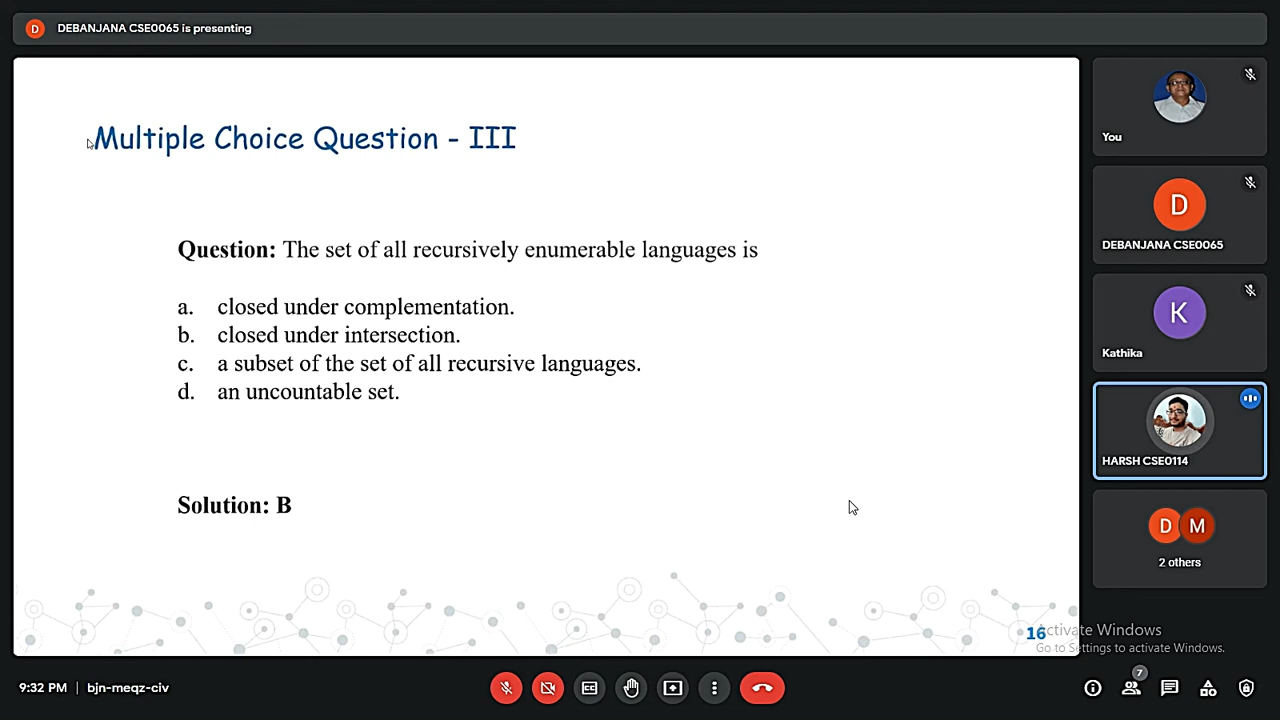 D DEBANJANA CSE0065 is presenting
Multiple Choice Question - III
Question: The set of all recursively enumerable languages is
a. closed under complementation.
b. closed under intersection.
c. a subset of the set of all recursive languages.
d. an uncountable set.
Solution: B
16
You
D
DEBANJANA CSE0065
K
Kathika
HARSH CSE0114
D M
2 others
Activate Windows
Go to Settings to activate Windows.
9:32 PM | bjn-meqz-civ
7